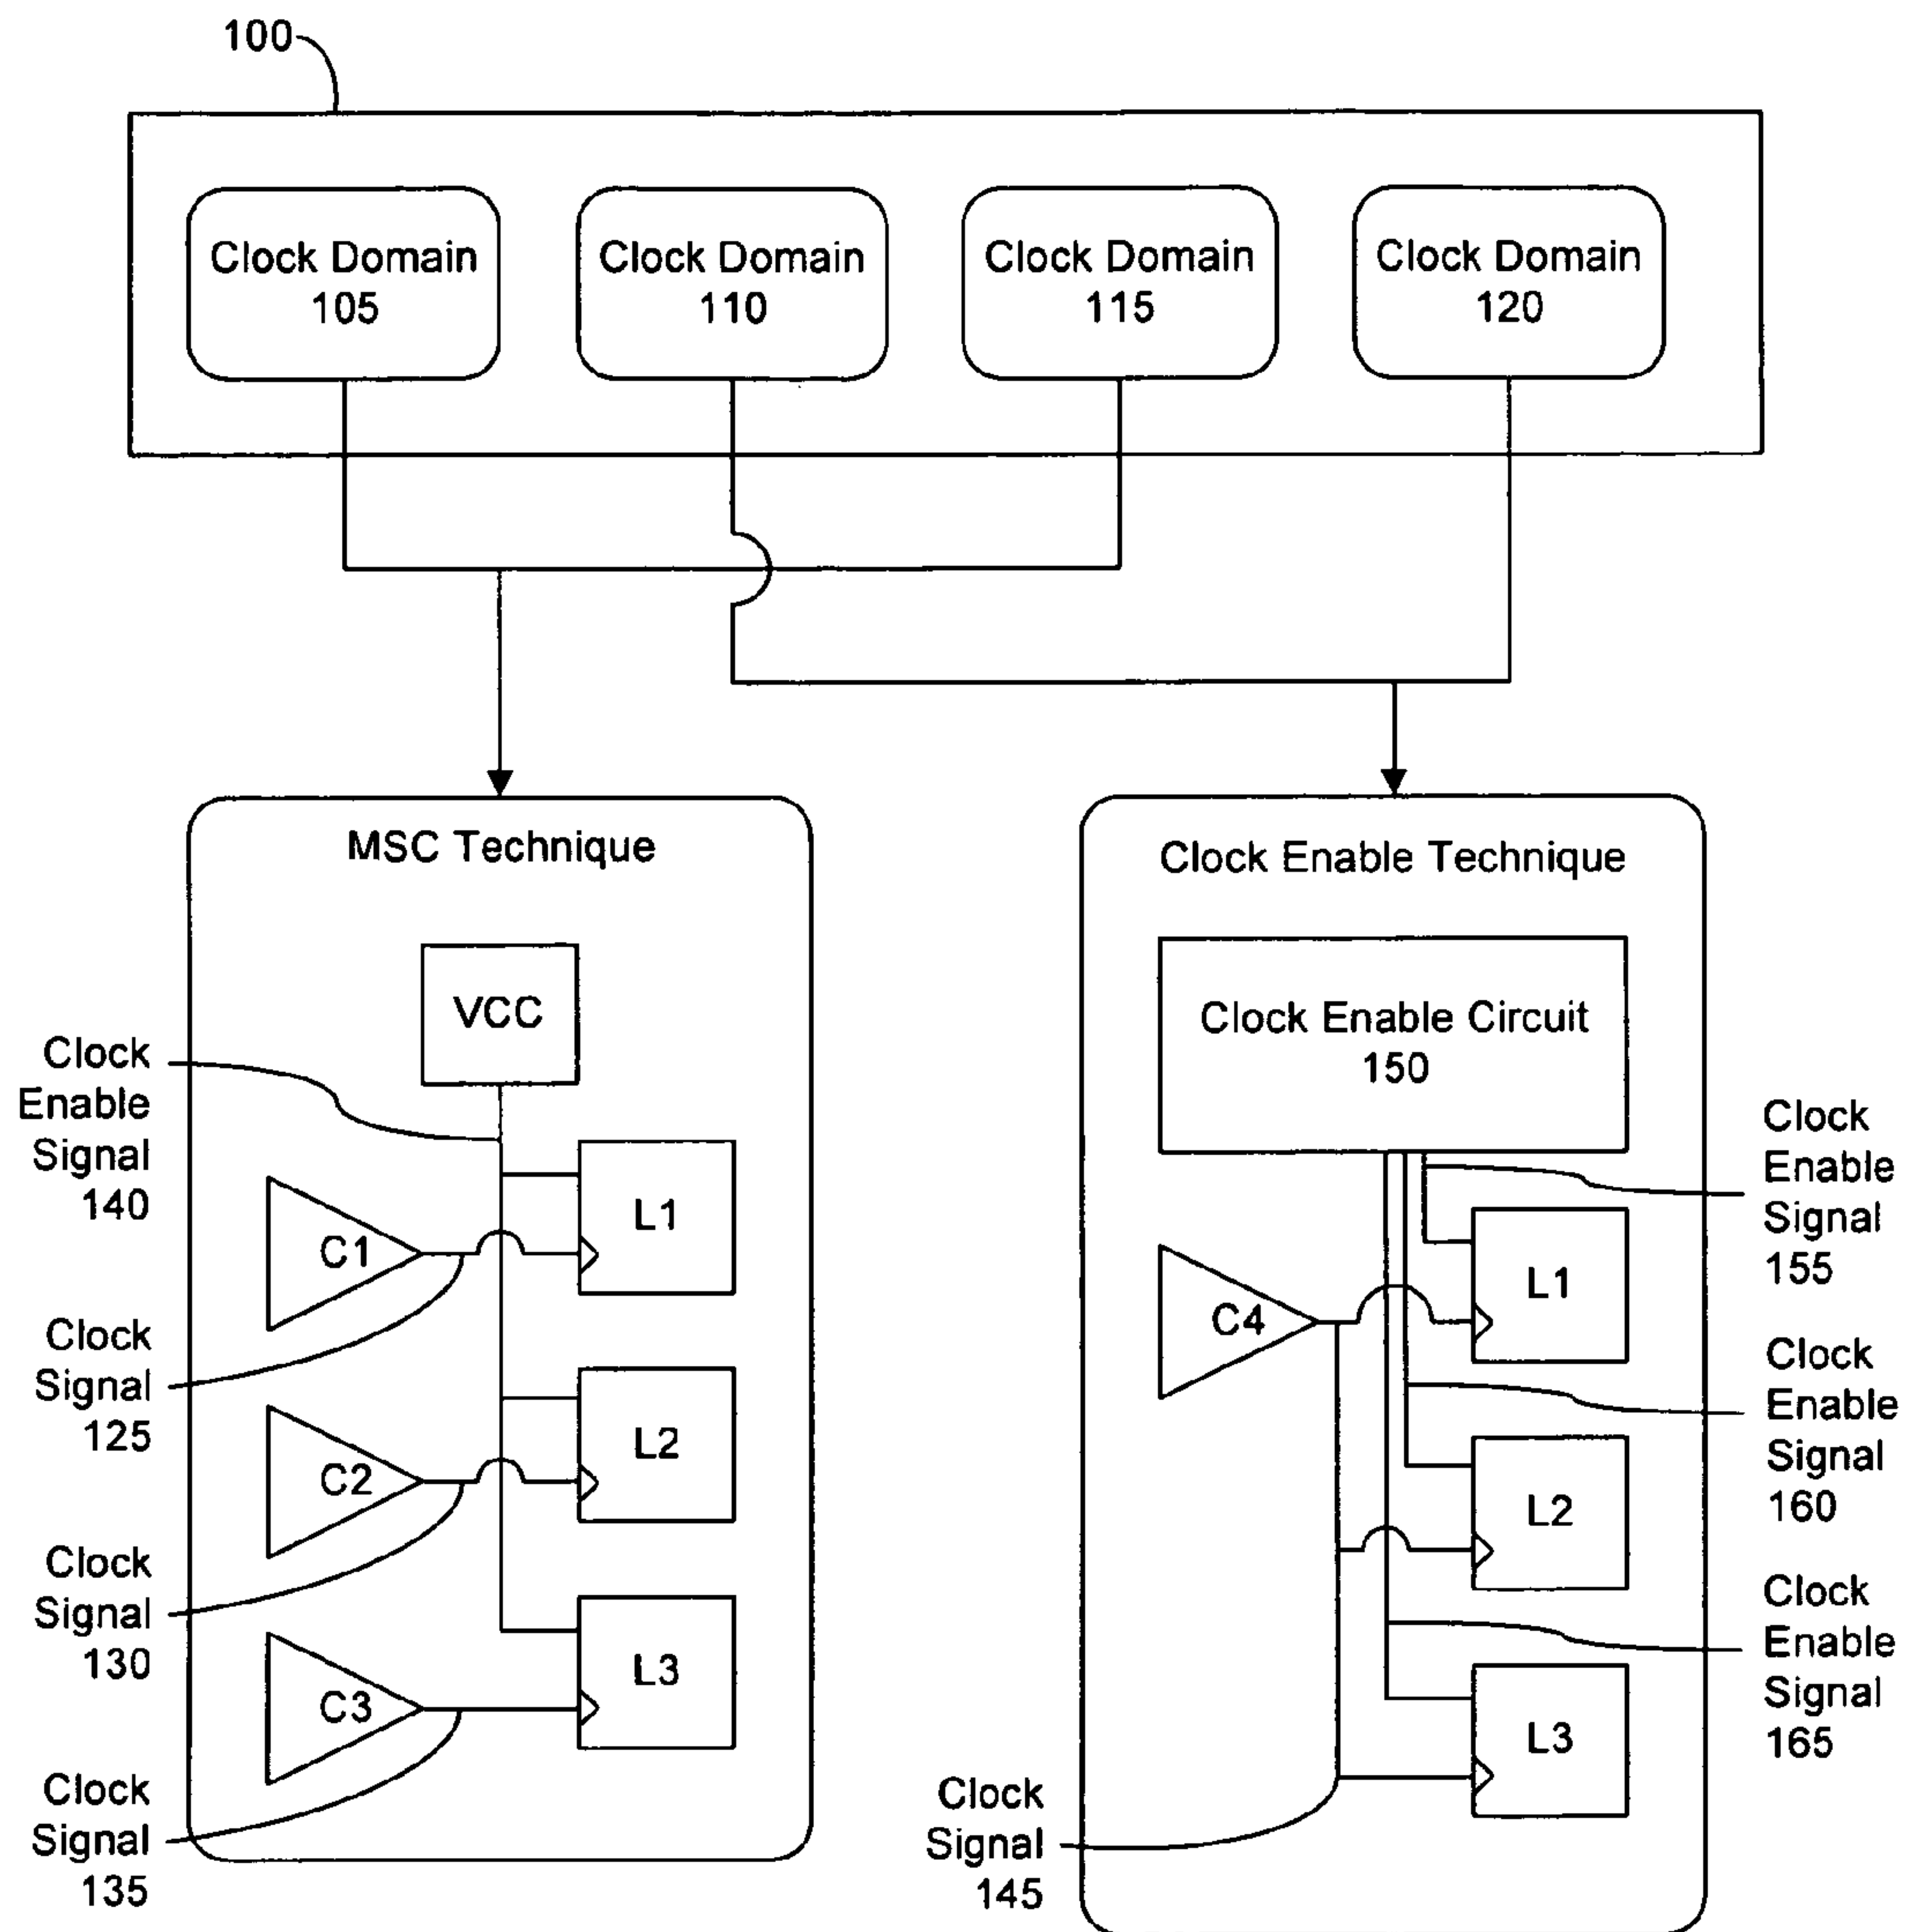 100
Clock Domain
105
Clock Domain
110
Clock Domain
115
Clock Domain
120
MSC Technique
VCC
Clock
Enable
Signal
140
L1
C1
Clock
Signal
125
L2
C2
Clock
Signal
130
L3
C3
Clock
Signal
135
Clock Enable Technique
Clock Enable Circuit
150
Clock
Enable
Signal
155
L1
C4
Clock
Enable
Signal
160
L2
Clock
Enable
Signal
165
L3
Clock
Signal
145